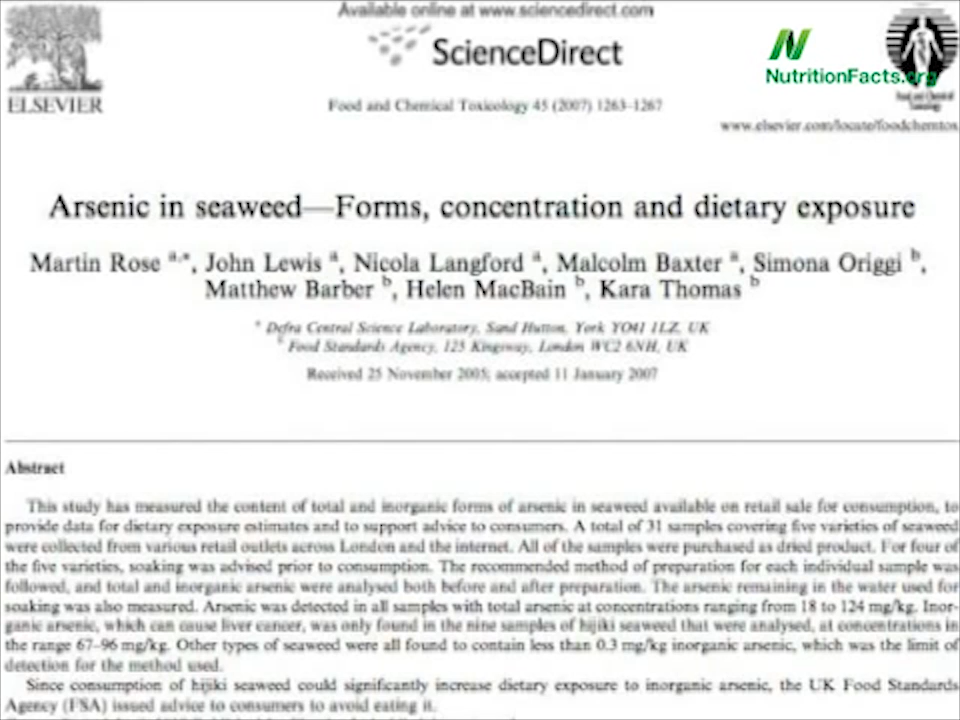 Available online at www.sciencedirect.com
ScienceDirect
NutritionFacts.org
ELSEVIER
Food and Chemical Toxicology 45 (2007) 1263–1267
www.elsevier.com/locate/foodchemtox
Arsenic in seaweed—Forms, concentration and dietary exposure
Martin Rose a,*, John Lewis a, Nicola Langford a, Malcolm Baxter a, Simona Origgi b,
Matthew Barber b, Helen MacBain b, Kara Thomas b
a Defra Central Science Laboratory, Sand Hutton, York YO41 1LZ, UK
b Food Standards Agency, 125 Kingsway, London WC2 6NH, UK
Received 25 November 2005; accepted 11 January 2007
Abstract
This study has measured the content of total and inorganic forms of arsenic in seaweed available on retail sale for consumption, to
provide data for dietary exposure estimates and to support advice to consumers. A total of 31 samples covering five varieties of seaweed
were collected from various retail outlets across London and the internet. All of the samples were purchased as dried product. For four of
the five varieties, soaking was advised prior to consumption. The recommended method of preparation for each individual sample was
followed, and total and inorganic arsenic were analysed both before and after preparation. The arsenic remaining in the water used for
soaking was also measured. Arsenic was detected in all samples with total arsenic at concentrations ranging from 18 to 124 mg/kg. Inor-
ganic arsenic, which can cause liver cancer, was only found in the nine samples of hijiki seaweed that were analysed, at concentrations in
the range 67–96 mg/kg. Other types of seaweed were all found to contain less than 0.3 mg/kg inorganic arsenic, which was the limit of
detection for the method used.
Since consumption of hijiki seaweed could significantly increase dietary exposure to inorganic arsenic, the UK Food Standards
Agency (FSA) issued advice to consumers to avoid eating it.